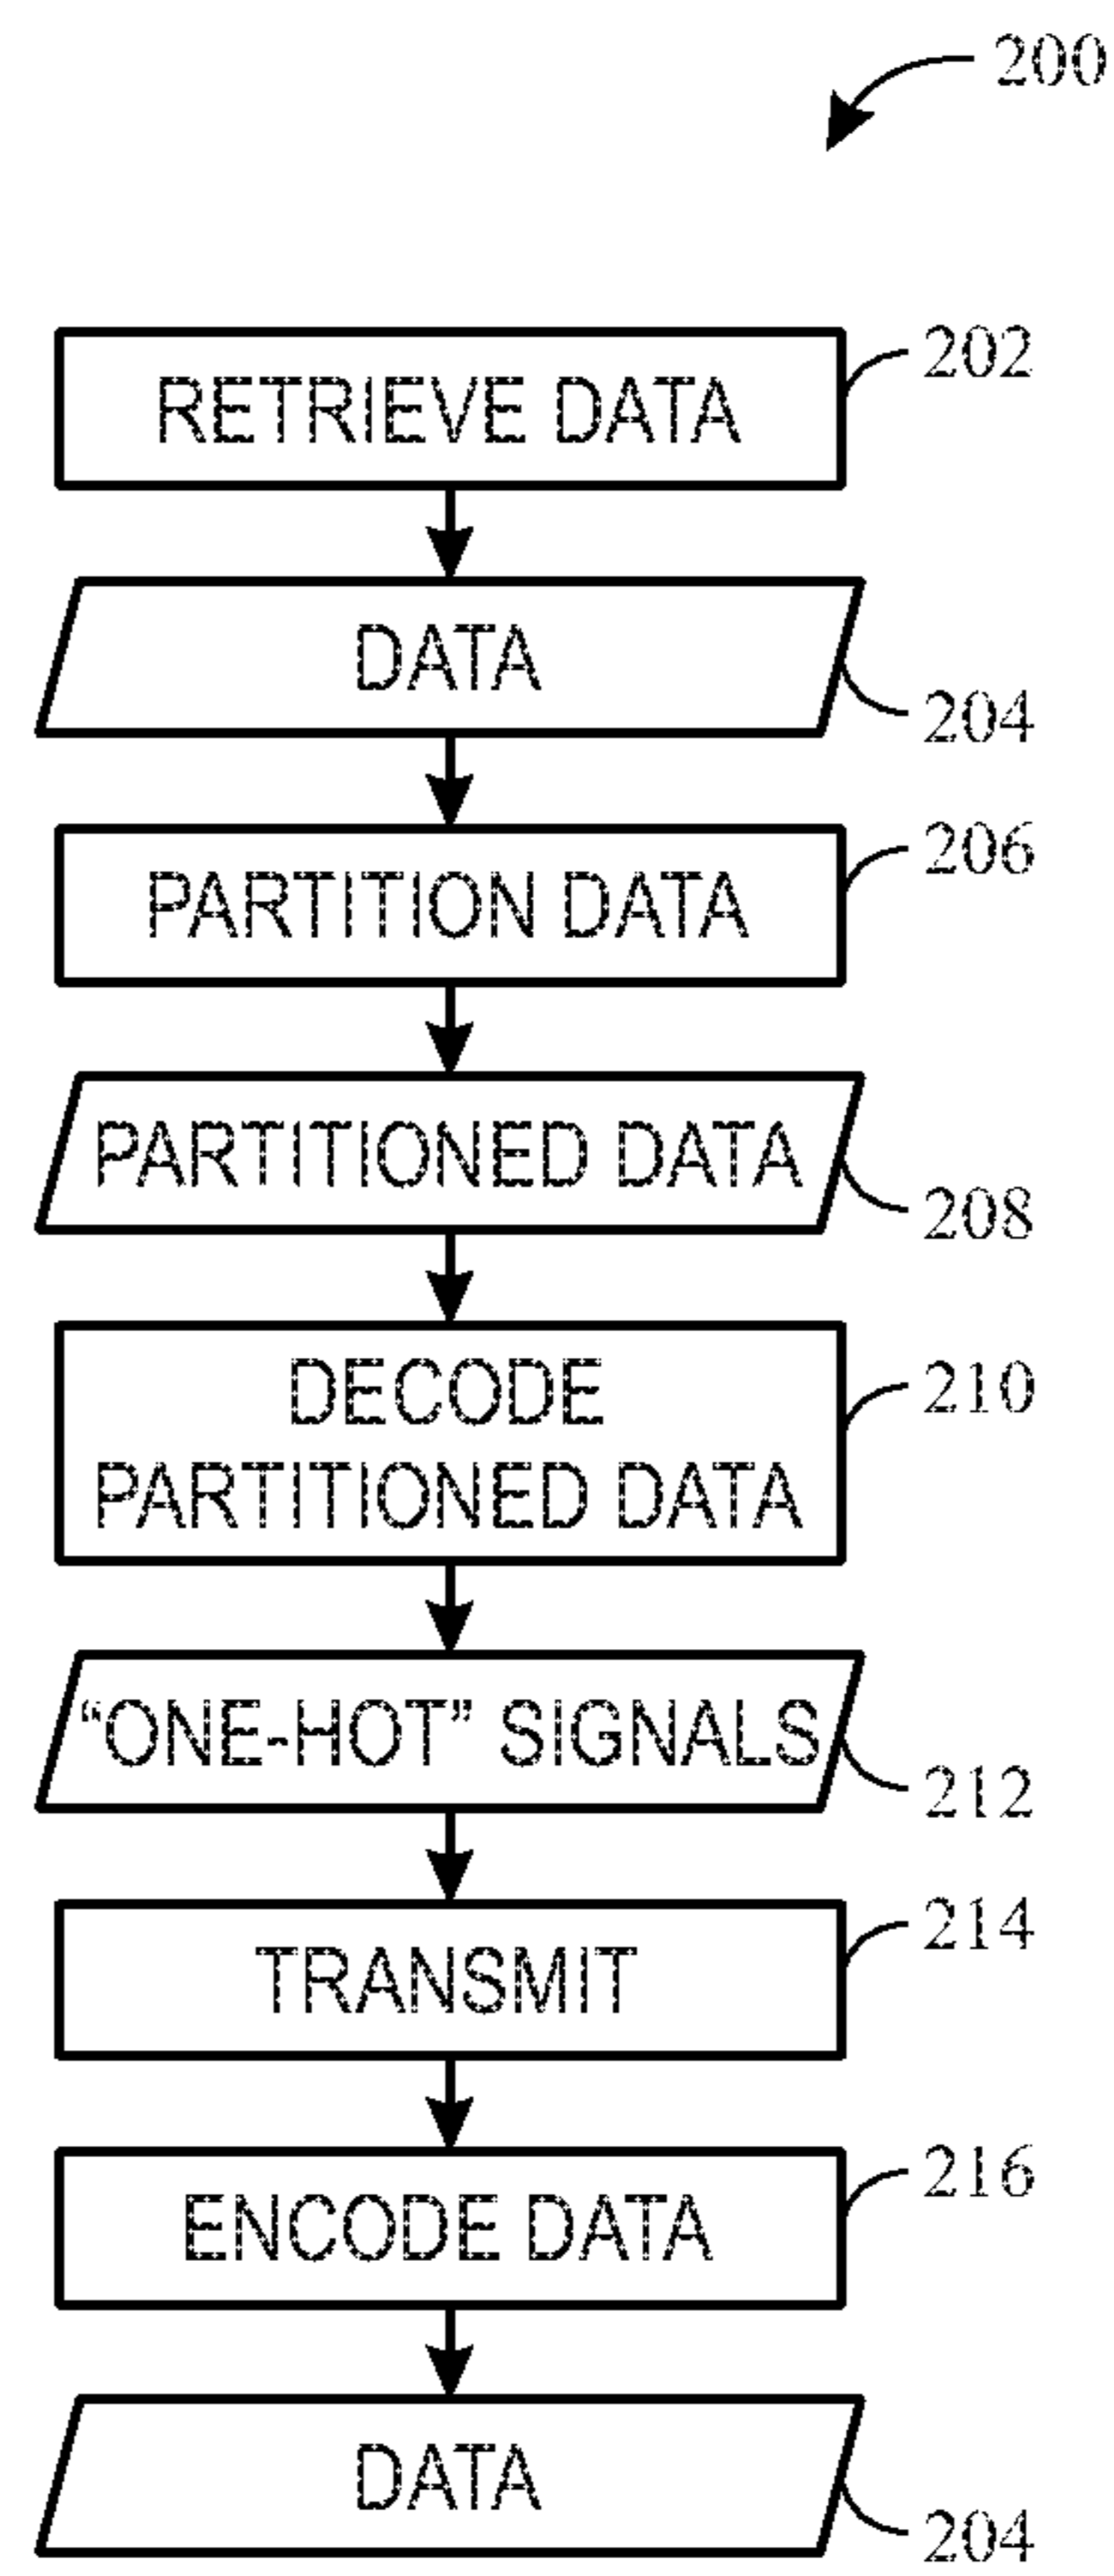 200
RETRIEVE DATA
202
DATA
204
PARTITION DATA
206
PARTITIONED DATA
208
DECODE
PARTITIONED DATA
210
“ONE-HOT” SIGNALS
212
TRANSMIT
214
ENCODE DATA
216
DATA
204